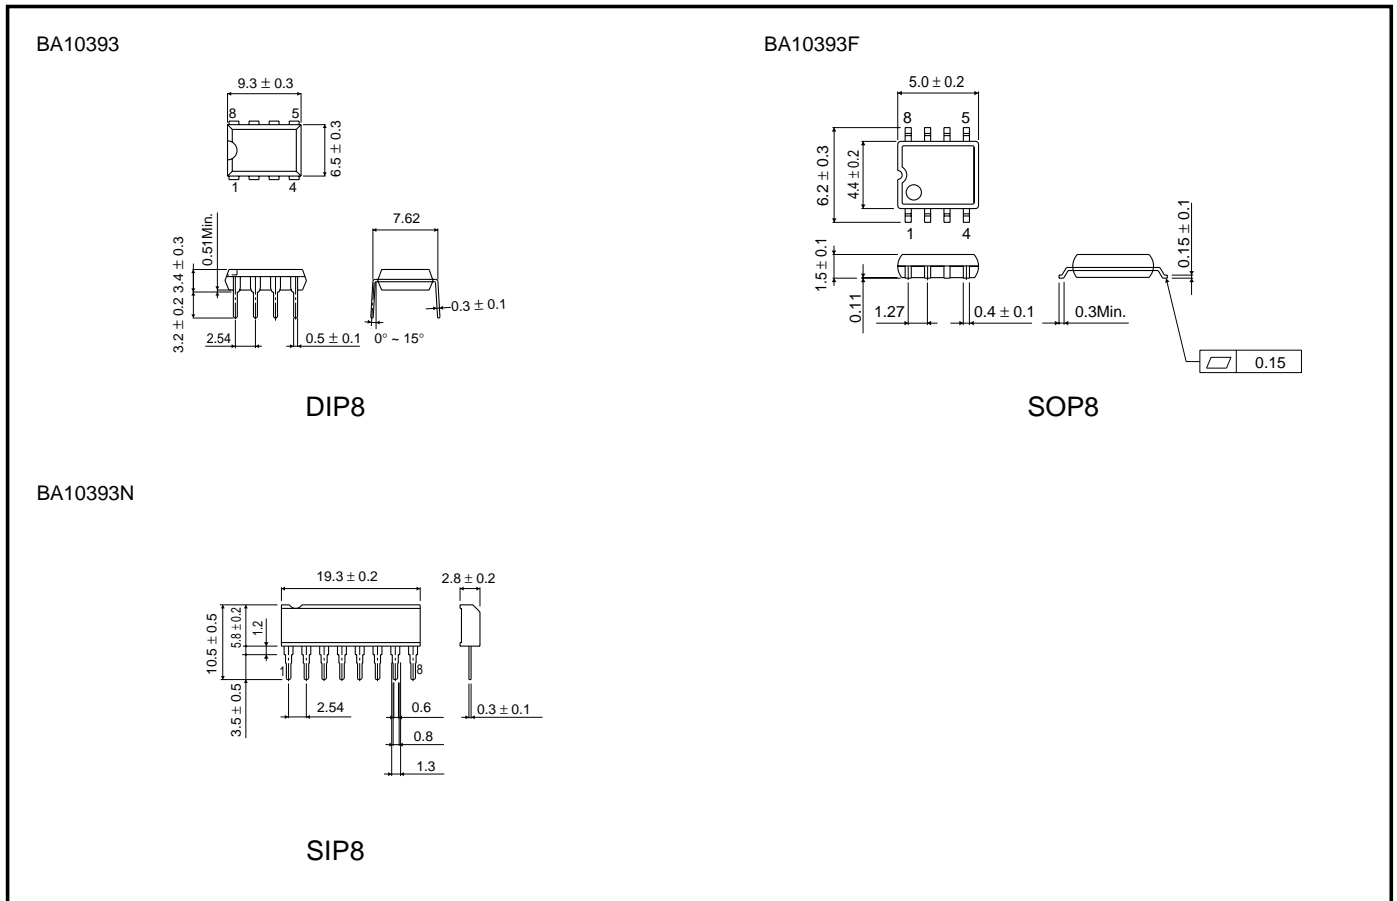 BA10393
9.3 ± 0.3
8 5
6.5 ± 0.3
1 4
0.51Min.
3.2 ± 0.2 3.4 ± 0.3
7.62
2.54
0.5 ± 0.1
0° ~ 15°
0.3 ± 0.1
DIP8
BA10393F
5.0 ± 0.2
8 5
6.2 ± 0.3
4.4 ± 0.2
1 4
1.5 ± 0.1
0.11
1.27
0.4 ± 0.1
0.3Min.
0.15 ± 0.1
0.15
SOP8
BA10393N
19.3 ± 0.2
2.8 ± 0.2
10.5 ± 0.5
5.8 ± 0.2
1.2
3.5 ± 0.5
1 8
2.54
0.6
0.8
1.3
0.3 ± 0.1
SIP8